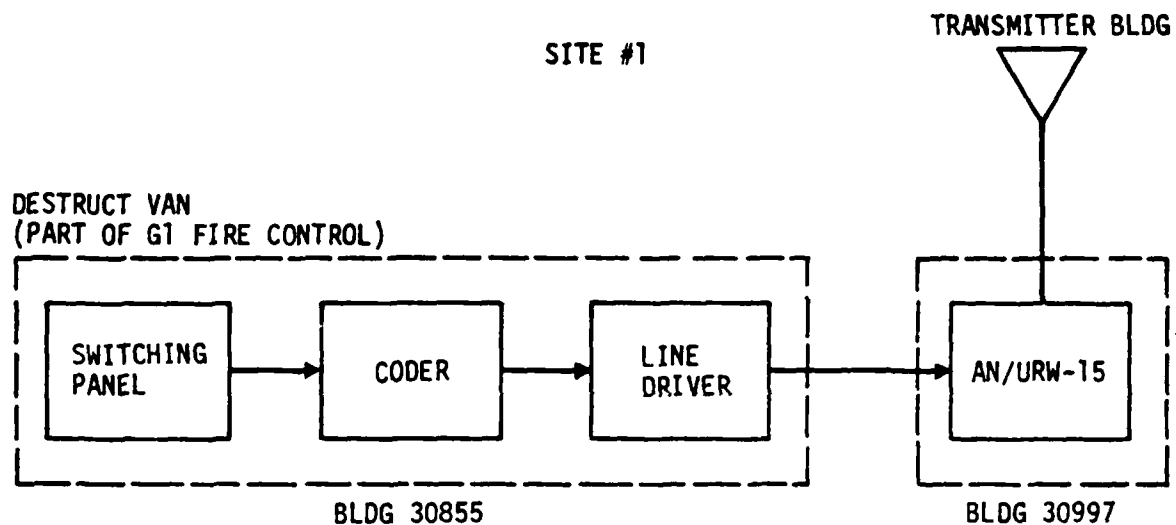 TRANSMITTER BLDG
SITE #1
DESTRUCT VAN
(PART OF G1 FIRE CONTROL)
SWITCHING
PANEL
CODER
LINE
DRIVER
AN/URW-15
BLDG 30855
BLDG 30997